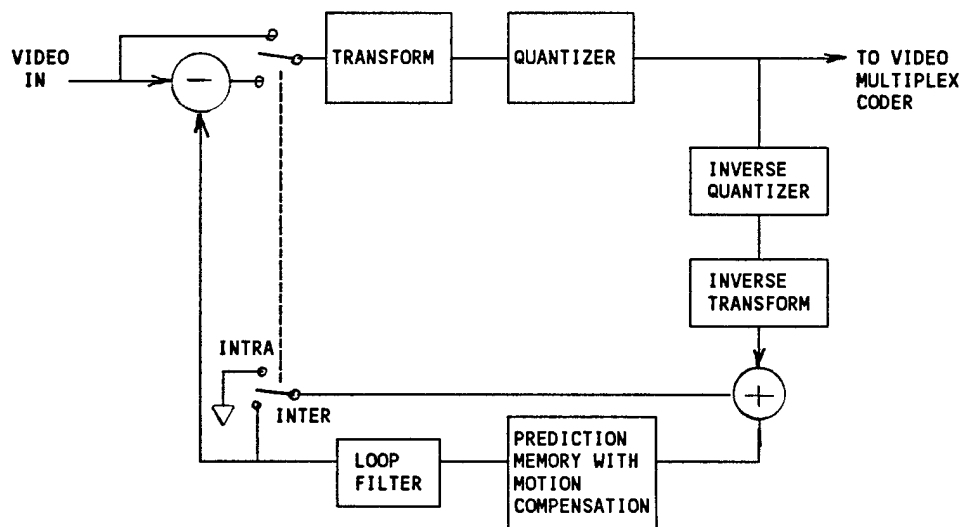 VIDEO
IN
−
TRANSFORM
QUANTIZER
TO VIDEO
MULTIPLEX
CODER
INVERSE
QUANTIZER
INVERSE
TRANSFORM
INTRA
INTER
+
LOOP
FILTER
PREDICTION
MEMORY WITH
MOTION
COMPENSATION